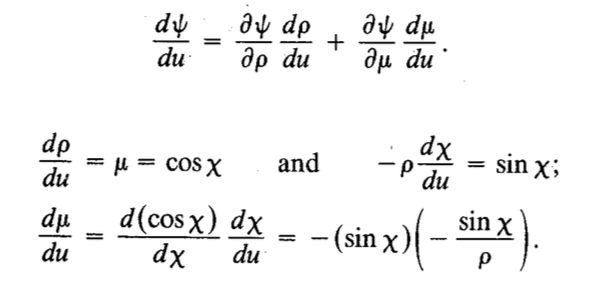 dψ/du = ∂ψ/∂ρ dρ/du + ∂ψ/∂μ dμ/du.
dρ/du = μ = cos χ and −ρ dχ/du = sin χ;
dμ/du = d(cos χ)/dχ dχ/du = −(sin χ)(− sin χ/ρ).